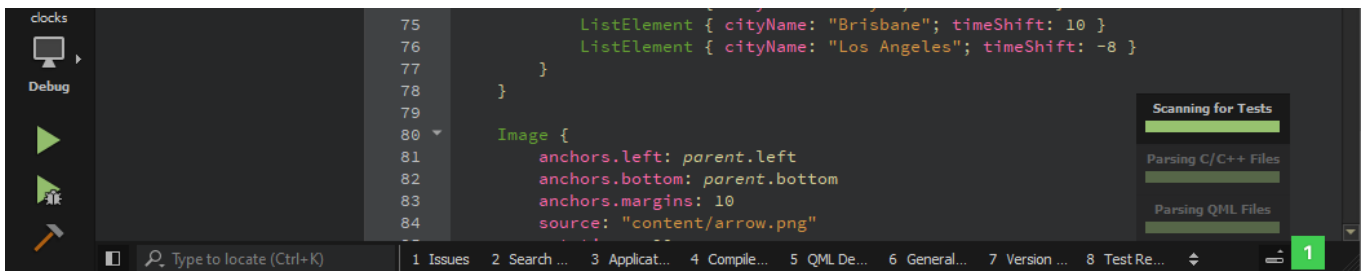 clocks
Debug
75 ListElement { cityName: "Brisbane"; timeShift: 10 }
76 ListElement { cityName: "Los Angeles"; timeShift: -8 }
77 }
78 }
79
80 Image {
81 anchors.left: parent.left
82 anchors.bottom: parent.bottom
83 anchors.margins: 10
84 source: "content/arrow.png"
Scanning for Tests
Parsing C/C++ Files
Parsing QML Files
Type to locate (Ctrl+K) 1 Issues 2 Search ... 3 Applicat... 4 Compile... 5 QML De... 6 General... 7 Version ... 8 Test Re... 1